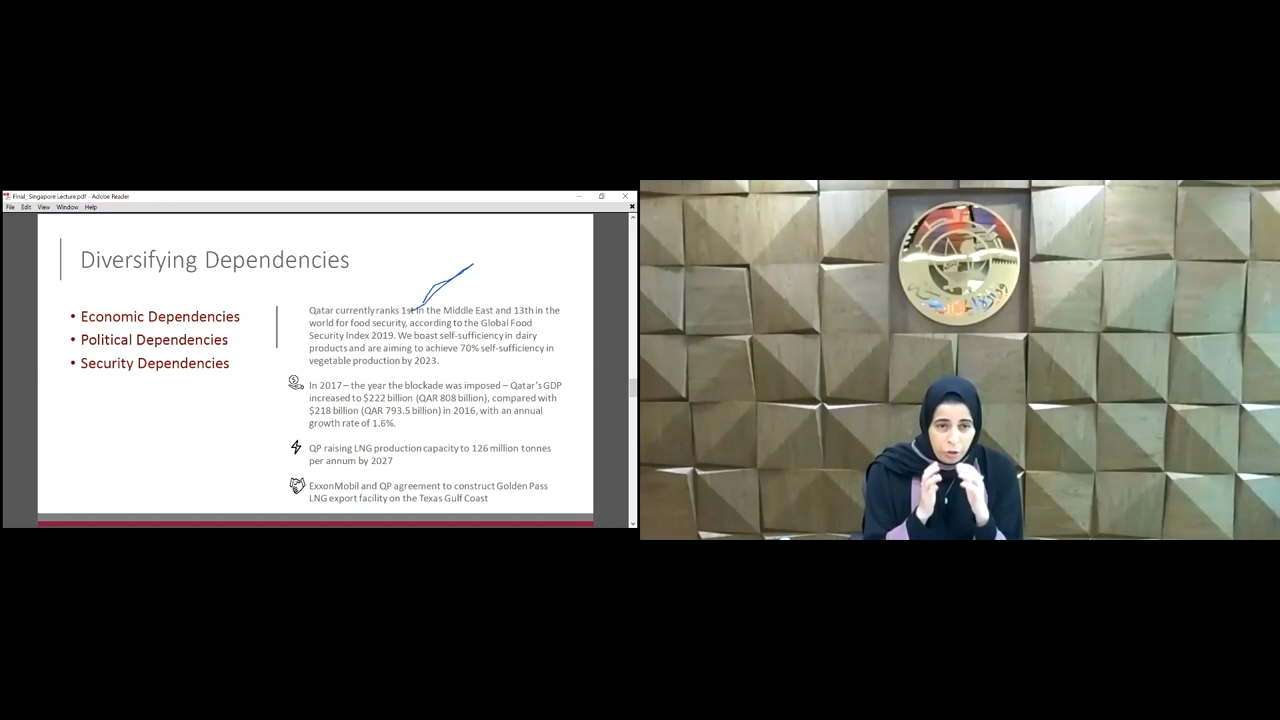 Final_Singapore Lecture.pdf - Adobe Reader
File Edit View Window Help
Diversifying Dependencies
• Economic Dependencies
• Political Dependencies
• Security Dependencies
Qatar currently ranks 1st in the Middle East and 13th in the
world for food security, according to the Global Food
Security Index 2019. We boast self-sufficiency in dairy
products and are aiming to achieve 70% self-sufficiency in
vegetable production by 2023.
In 2017 – the year the blockade was imposed – Qatar's GDP
increased to $222 billion (QAR 808 billion), compared with
$218 billion (QAR 793.5 billion) in 2016, with an annual
growth rate of 1.6%.
QP raising LNG production capacity to 126 million tonnes
per annum by 2027
ExxonMobil and QP agreement to construct Golden Pass
LNG export facility on the Texas Gulf Coast